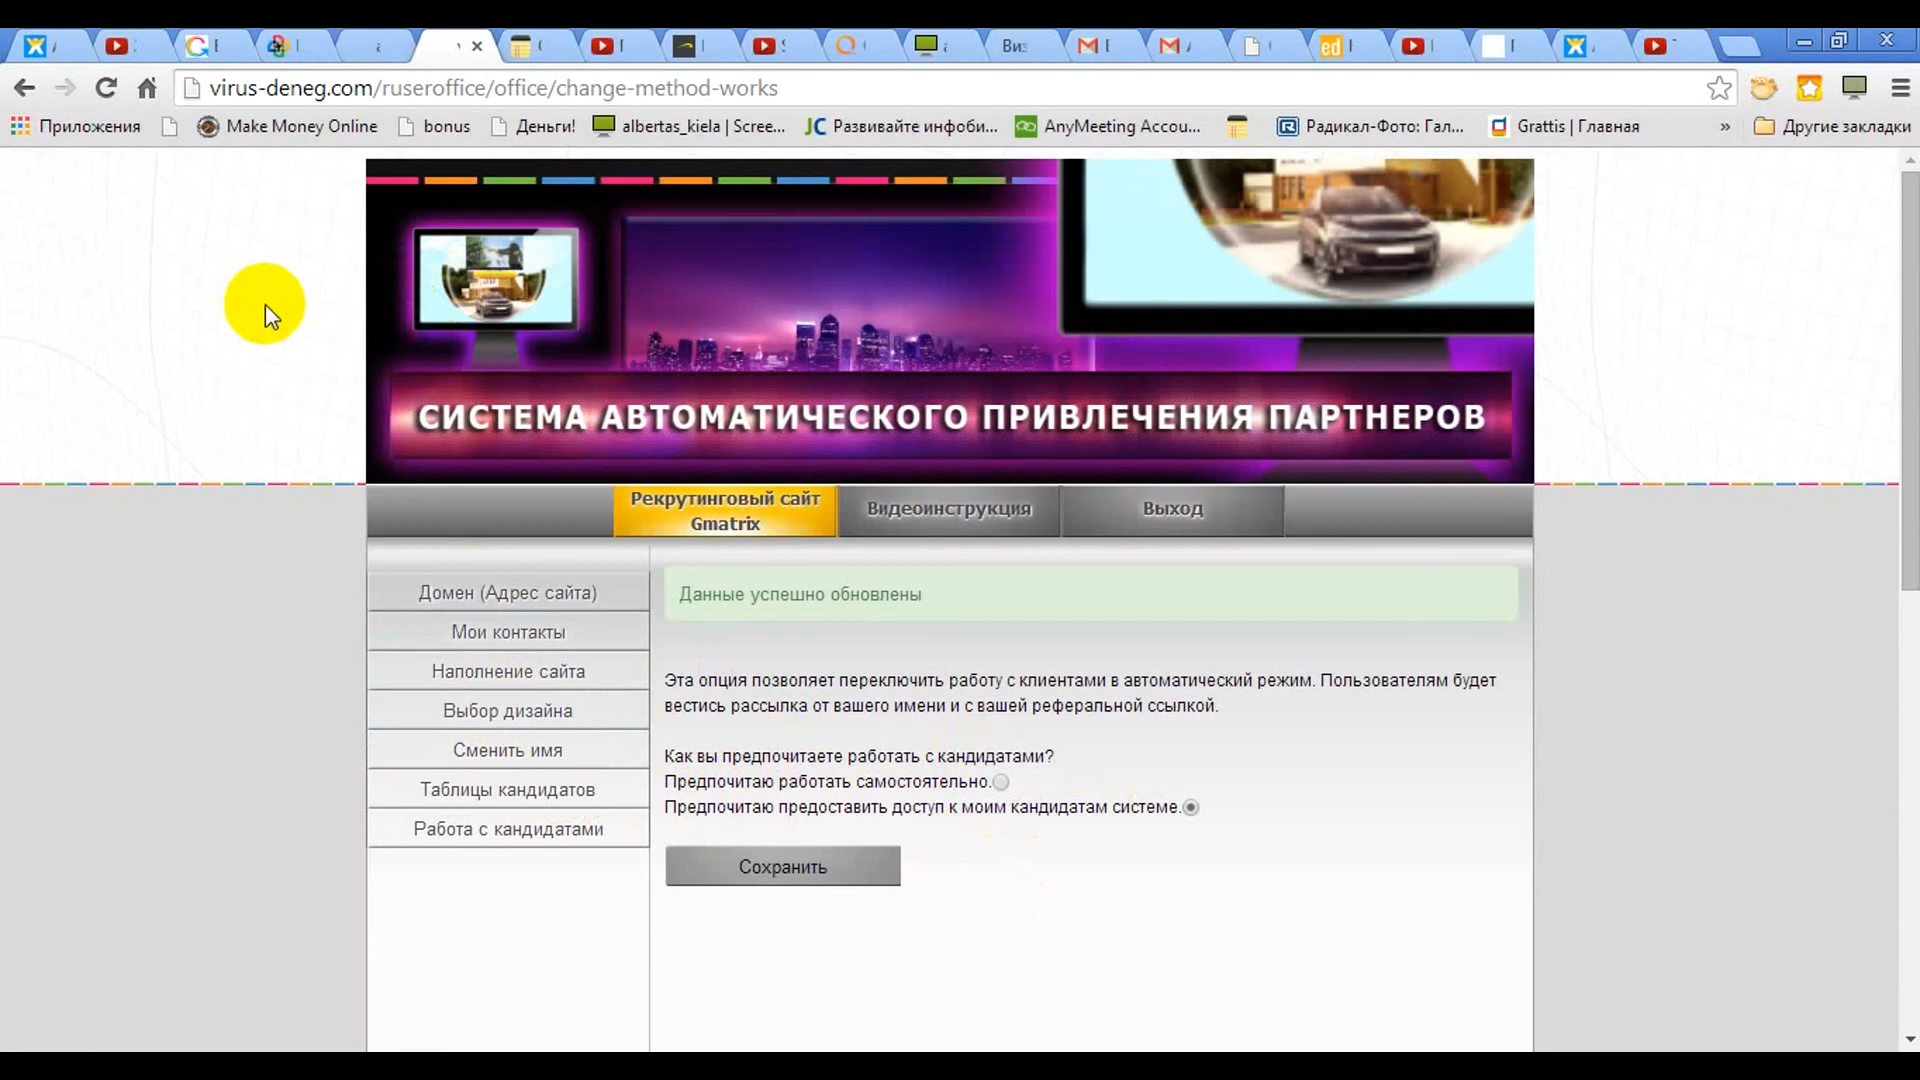 virus-deneg.com/ruseroffice/office/change-method-works
Приложения
Make Money Online
bonus
Деньги!
albertas_kiela | Scree...
Развивайте инфоби...
AnyMeeting Accou...
Радикал-Фото: Гал...
Grattis | Главная
»
Другие закладки
СИСТЕМА АВТОМАТИЧЕСКОГО ПРИВЛЕЧЕНИЯ ПАРТНЕРОВ
Рекрутинговый сайт
Gmatrix
Видеоинструкция
Выход
Домен (Адрес сайта)
Мои контакты
Наполнение сайта
Выбор дизайна
Сменить имя
Таблицы кандидатов
Работа с кандидатами
Данные успешно обновлены
Эта опция позволяет переключить работу с клиентами в автоматический режим. Пользователям будет
вестись рассылка от вашего имени и с вашей реферальной ссылкой.
Как вы предпочитаете работать с кандидатами?
Предпочитаю работать самостоятельно.
Предпочитаю предоставить доступ к моим кандидатам системе.
Сохранить